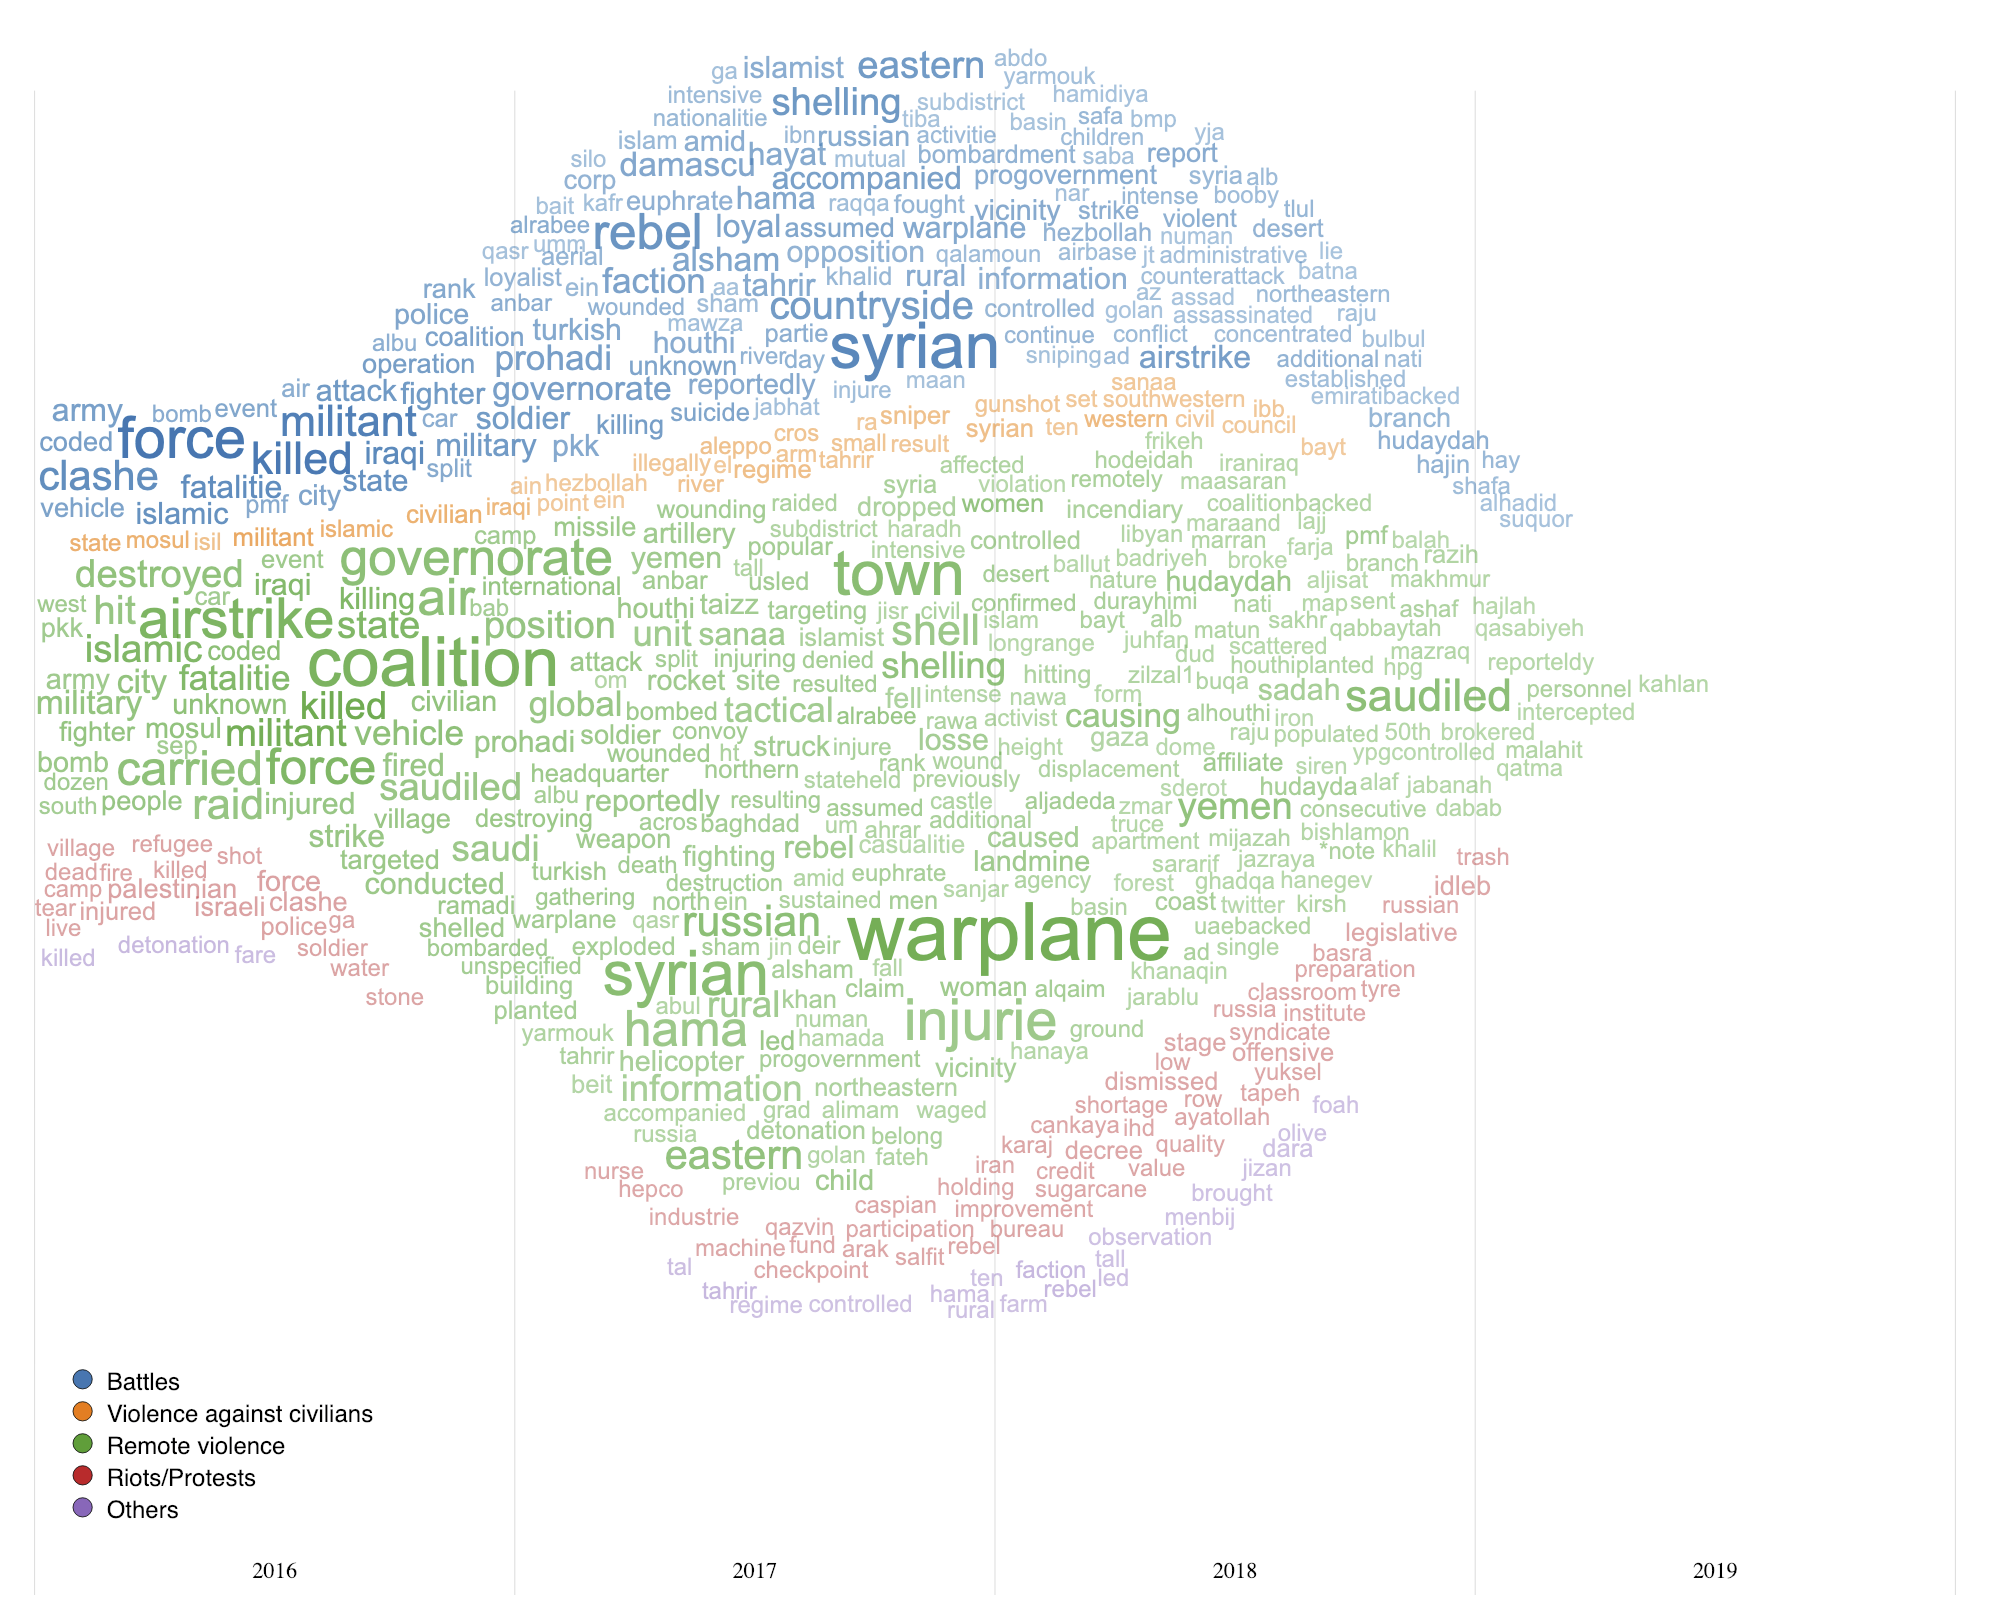 ga islamist eastern abdo
yarmouk
intensive shelling subdistrict hamidiya
nationalitie tiba basin safa bmp
islam amid ibn russian activitie children yja
silo damascu hayat mutual bombardment saba report
corp accompanied progovernment syria alb
bait kafr euphrate hama raqqa fought nar intense booby
alrabee rebel loyal assumed warplane vicinity strike violent tlul
qasr umm aerial hezbollah numan desert
alsham opposition qalamoun airbase jt administrative lie
rank loyalist ein faction aa tahrir khalid rural information counterattack batna
police anbar wounded sham countryside controlled az assad northeastern
golan assassinated raju
albu coalition turkish mawza houthi partie syrian continue conflict concentrated bulbul
operation prohadi unknown river day sniping ad airstrike additional nati
air attack fighter governorate reportedly injure maan sanaa established
army bomb event militant car soldier killing suicide jabhat ra sniper gunshot set southwestern ibb emiratibacked
coded force killed iraqi military pkk aleppo cros small result syrian ten western civil council branch
clashe fatalitie state split illegally el regime arm tahrir affected frikeh bayt hudaydah
hodeidah iraniraq hajin hay
vehicle islamic pmf city ain hezbollah river syria violation remotely maasaran shafa
civilian iraqi point ein wounding raided dropped women incendiary coalitionbacked alhadid
state mosul isil militant islamic camp missile artillery subdistrict haradh libyan maraand lajj suquor
event governorate yemen popular intensive controlled marran farja pmf balah
destroyed iraqi international anbar tall usled town desert ballut badriyeh broke branch razih
nature hudaydah aljisat makhmur
west hit car airstrike killing air bab houthi taizz targeting jisr civil confirmed durayhimi nati map sent ashaf hajlah
pkk state position unit sanaa islamist shell islam bayt alb matun sakhr qabbaytah qasabiyeh
islamic coded coalition attack split injuring denied shelling longrange juhfan dud scattered mazraq
army city fatalitie om rocket site resulted hitting zilzal1 buqa houthiplanted hpg reporteldy
military unknown killed civilian global bombed tactical alrabee fell intense nawa form sadah saudiled personnel kahlan
fighter mosul militant vehicle soldier convoy rawa activist causing alhouthi iron intercepted
sep prohadi wounded ht struck injure losse height gaza dome raju populated 50th brokered
bomb carried force fired headquarter northern rank wound displacement affiliate siren ypgcontrolled malahit
dozen saudiled albu stateheld previously sderot hudayda alaf jabanah qatma
south people raid injured reportedly resulting assumed castle aljadeda zmar yemen consecutive dabab
village destroying acros baghdad um ahrar additional truce bishlamon
village refugee shot strike weapon rebel casualitie caused apartment mijazah *note khalil
dead fire killed targeted saudi turkish death fighting landmine sararif jazraya trash
camp palestinian force conducted destruction amid euphrate sanjar agency forest ghadqa hanegev idleb
tear injured israeli clashe ramadi gathering north ein sustained men basin coast twitter kirsh russian
live police ga shelled warplane qasr russian warplane uaebacked legislative
killed detonation fare soldier bombarded exploded sham jin deir ad single basra
water unspecified syrian alsham fall khanaqin preparation
stone building abul rural khan claim woman alqaim jarablu classroom tyre
planted numan injurie russia institute
yarmouk hama led hamada ground stage syndicate
tahrir helicopter progovernment vicinity hanaya low offensive
beit information northeastern dismissed yuksel
accompanied grad alimam waged shortage row tapeh foah
russia detonation belong cankaya ihd ayatollah olive
eastern golan fateh karaj decree quality dara
nurse previou child iran credit value jizan
hepco holding sugarcane brought
industrie caspian improvement menbij
qazvin participation bureau observation
machine fund arak salfit rebel tall
tal checkpoint ten faction led
tahrir hama rebel
regime controlled rural farm
Battles
Violence against civilians
Remote violence
Riots/Protests
Others
2016 2017 2018 2019